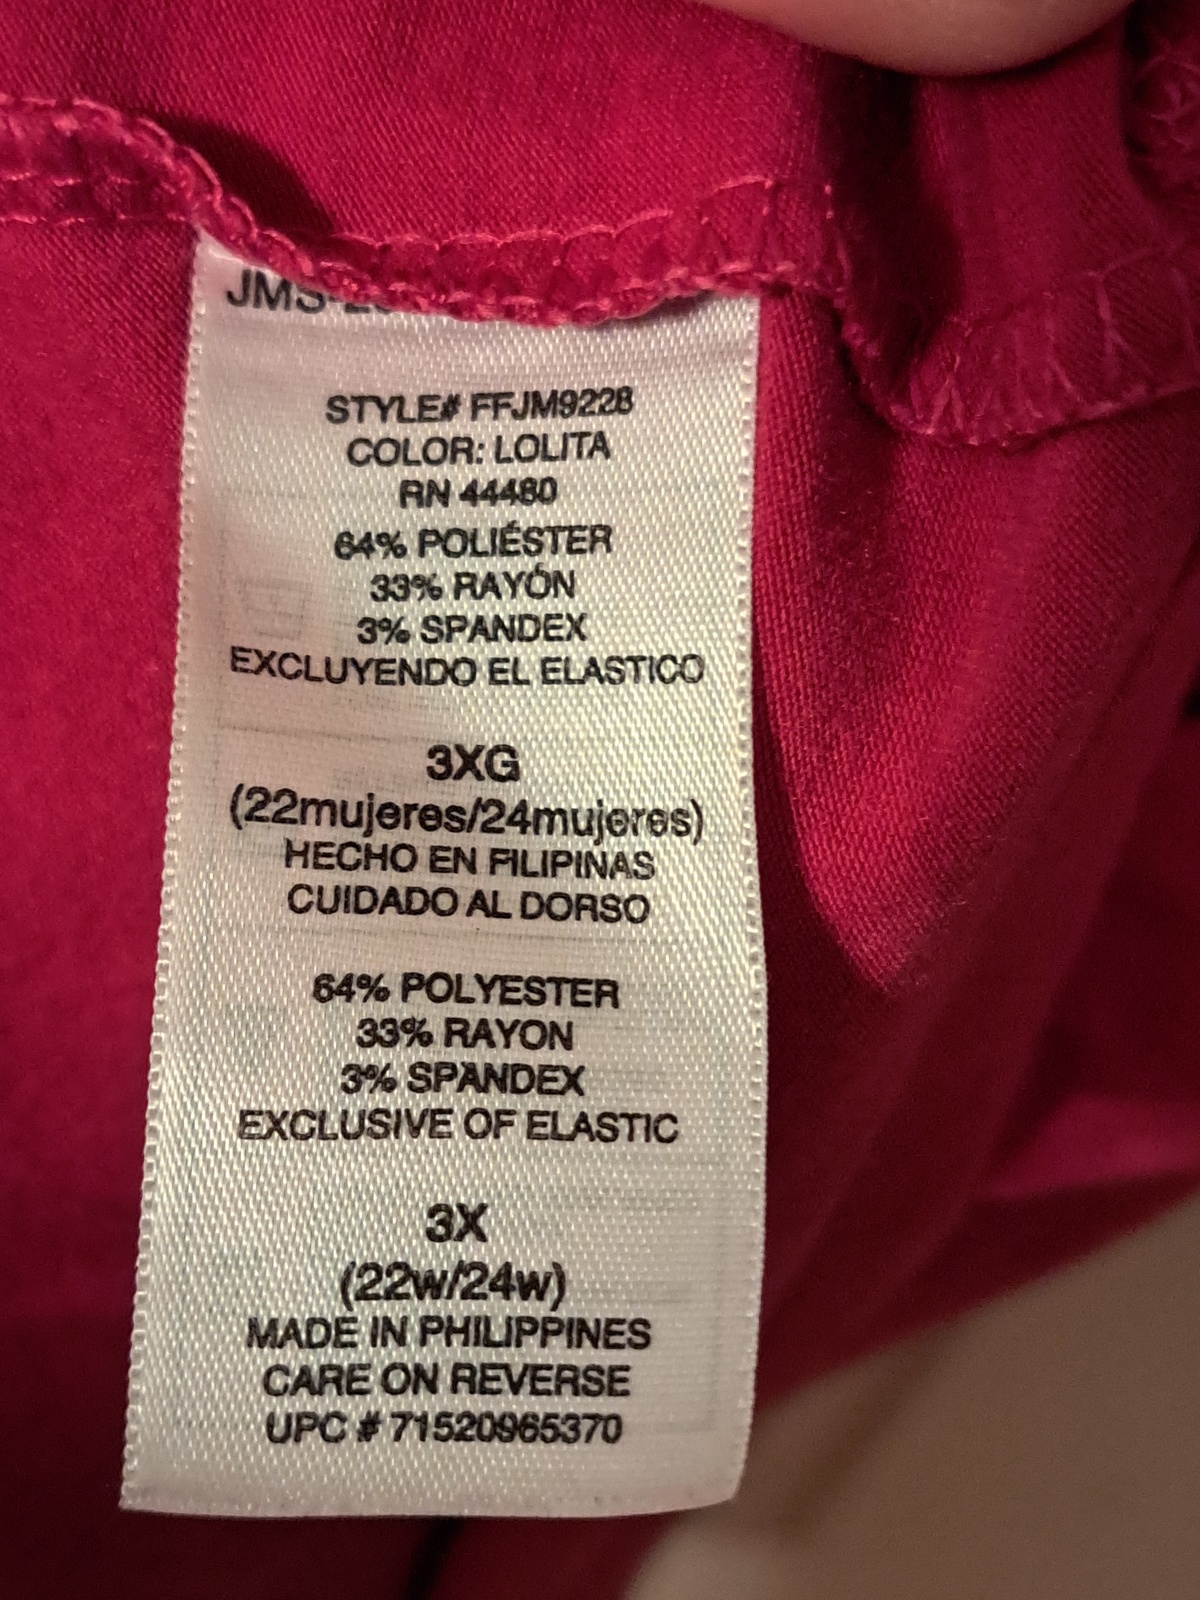 STYLE# FFJM9228
COLOR: LOLITA
RN 44480
64% POLIÉSTER
33% RAYÓN
3% SPANDEX
EXCLUYENDO EL ELASTICO
3XG
(22mujeres/24mujeres)
HECHO EN FILIPINAS
CUIDADO AL DORSO
64% POLYESTER
33% RAYON
3% SPANDEX
EXCLUSIVE OF ELASTIC
3X
(22w/24w)
MADE IN PHILIPPINES
CARE ON REVERSE
UPC # 71520965370